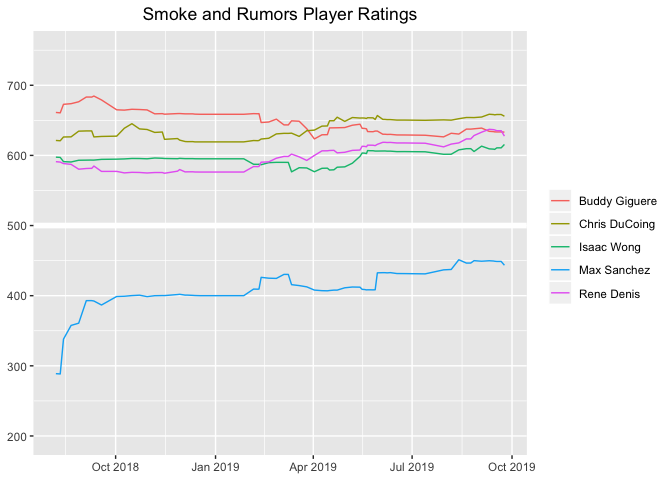 Smoke and Rumors Player Ratings
700
600
500
400
300
200
Oct 2018
Jan 2019
Apr 2019
Jul 2019
Oct 2019
Buddy Giguere
Chris DuCoing
Isaac Wong
Max Sanchez
Rene Denis